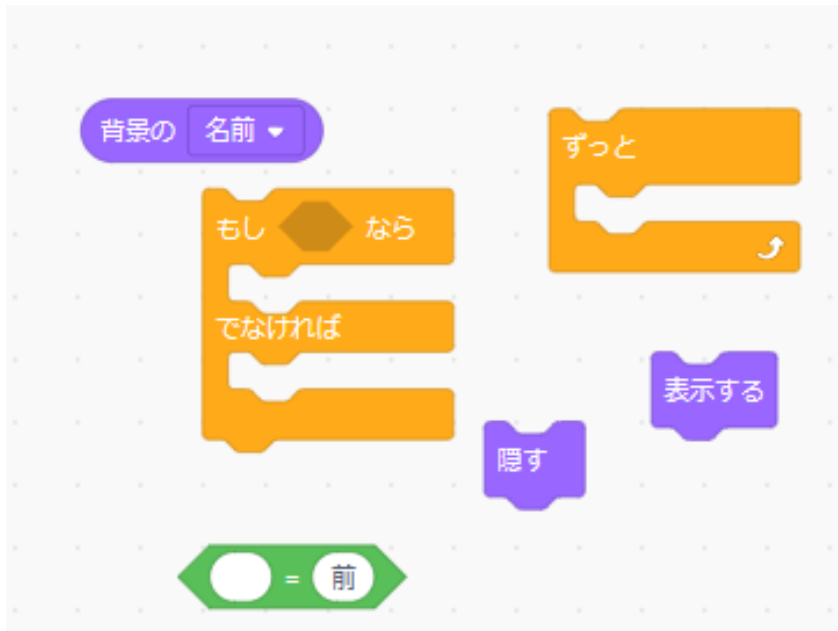 背景の 名前
ずっと
もし なら
でなければ
表示する
隠す
= 前